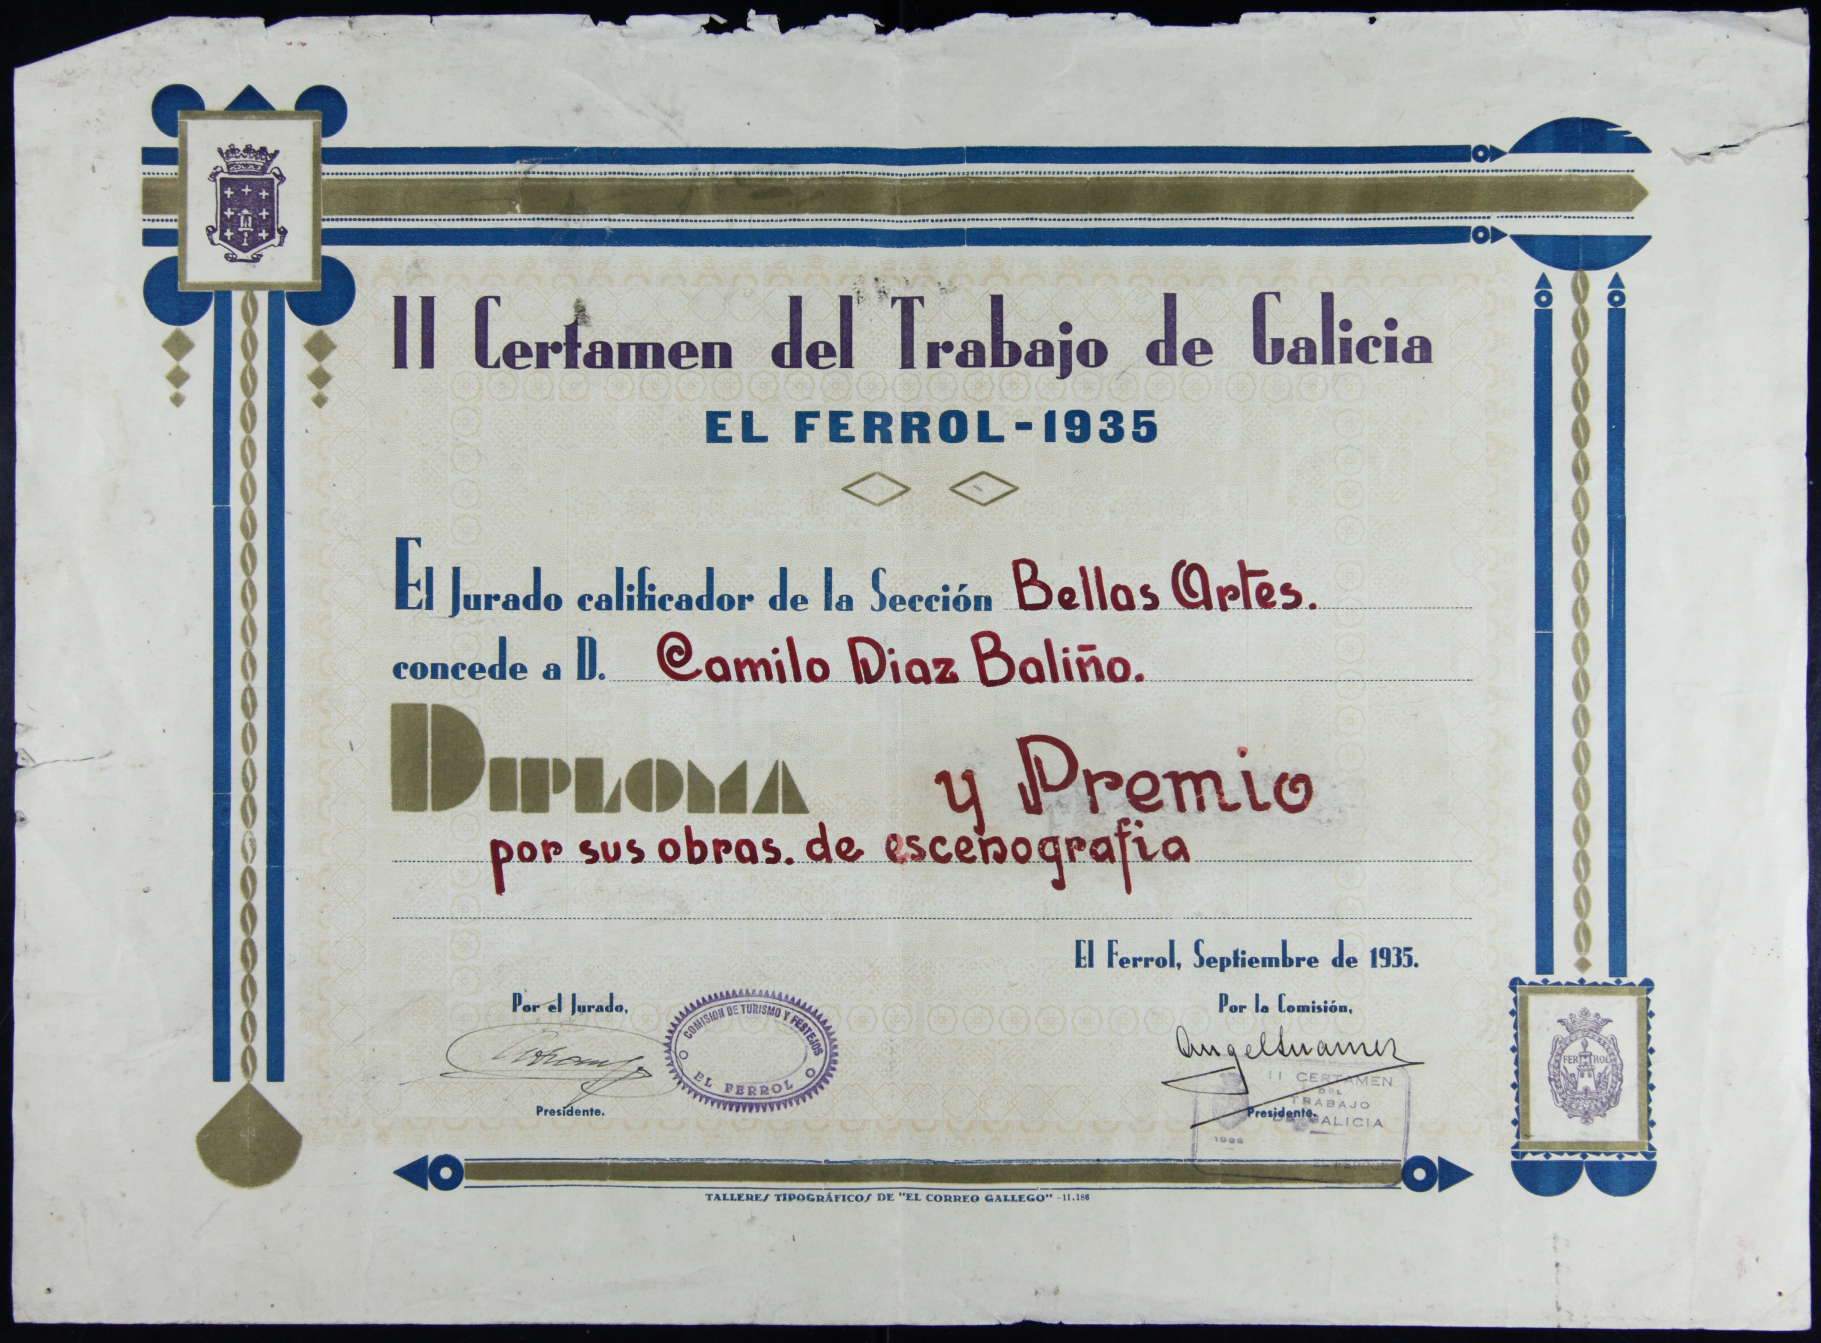 II Certamen del Trabajo de Galicia
EL FERROL-1935
El Jurado calificador de la Sección Bellas Artes.
concede a D. Camilo Diaz Baliño.
DIPLOMA y Premio
por sus obras. de escenografia
El Ferrol, Septiembre de 1935.
Por el Jurado,
Por la Comisión,
COMISION DE TURISMO Y FESTEJOS
EL FERROL
Presidente.
Presidente.
II CERTAMEN
DEL
TRABAJO
DE GALICIA
1935
FERROL
TALLERES TIPOGRÁFICOS DE "EL CORREO GALLEGO" -11.186